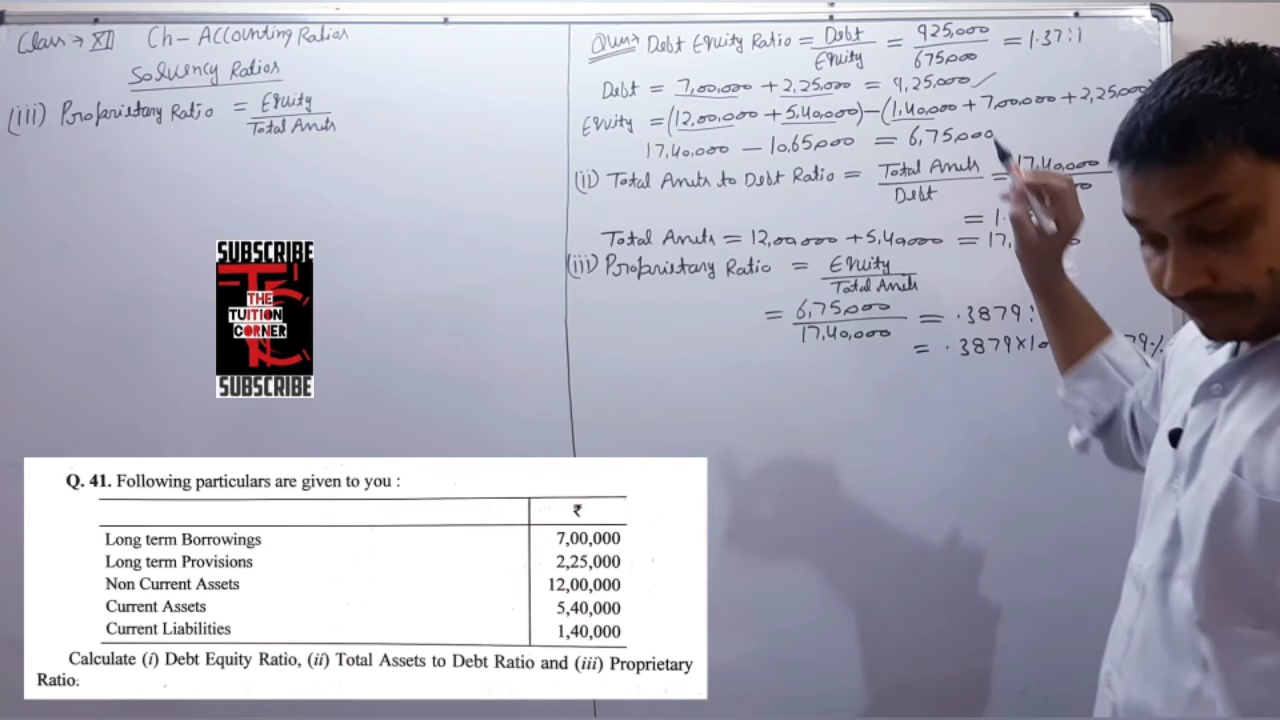 Class → XII Ch - Accounting Ratios
Solvency Ratios
(iii) Proprietary Ratio = Equity / Total Assets
Ques → Debt Equity Ratio = Debt / Equity = 925,000 / 675,000 = 1.37:1
Debt = 7,00,000 + 2,25,000 = 9,25,000
Equity = (12,00,000 + 5,40,000) - (1,40,000 + 7,00,000 + 2,25,000
17,40,000 - 10,65,000 = 6,75,000
(ii) Total Assets to Debt Ratio = Total Assets / Debt = 17,40,000
= 1.
Total Assets = 12,00,000 + 5,40,000 = 17,
(iii) Proprietary Ratio = Equity / Total Assets
= 6,75,000 / 17,40,000 = .3879:
= .3879×10 79%
SUBSCRIBE
THE
TUITION
CORNER
SUBSCRIBE
Q. 41. Following particulars are given to you :
₹
Long term Borrowings 7,00,000
Long term Provisions 2,25,000
Non Current Assets 12,00,000
Current Assets 5,40,000
Current Liabilities 1,40,000
Calculate (i) Debt Equity Ratio, (ii) Total Assets to Debt Ratio and (iii) Proprietary
Ratio.